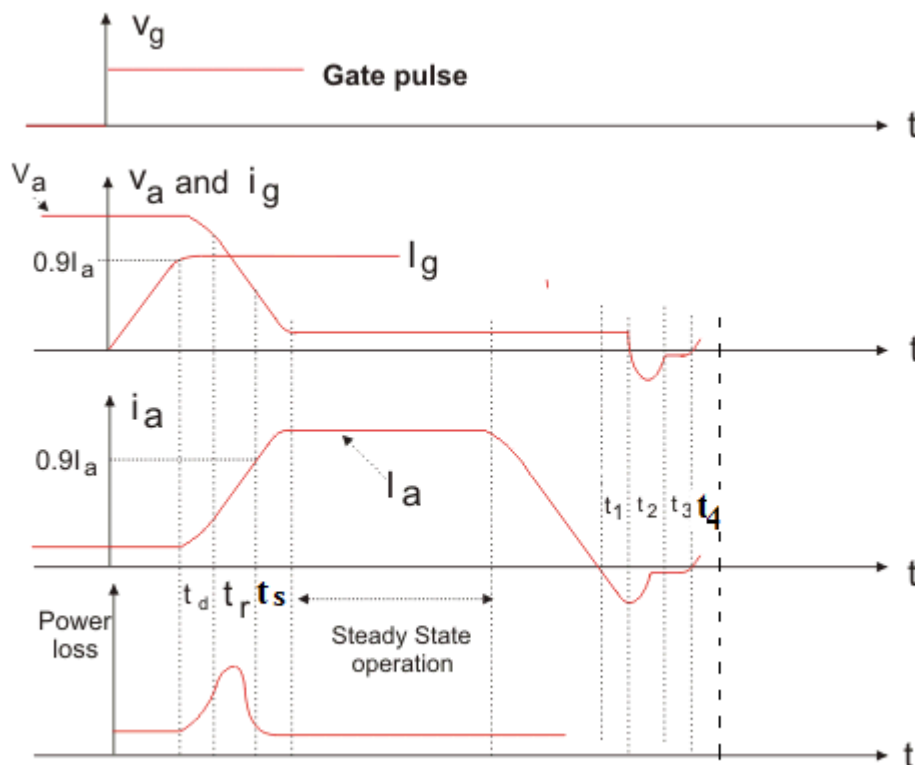 Vg
Gate pulse
t
Va
va and ig
0.9Ia
Ig
t
ia
0.9Ia
Ia
t1 t2 t3 t4
t
td tr ts
Power
loss
Steady State
operation
t